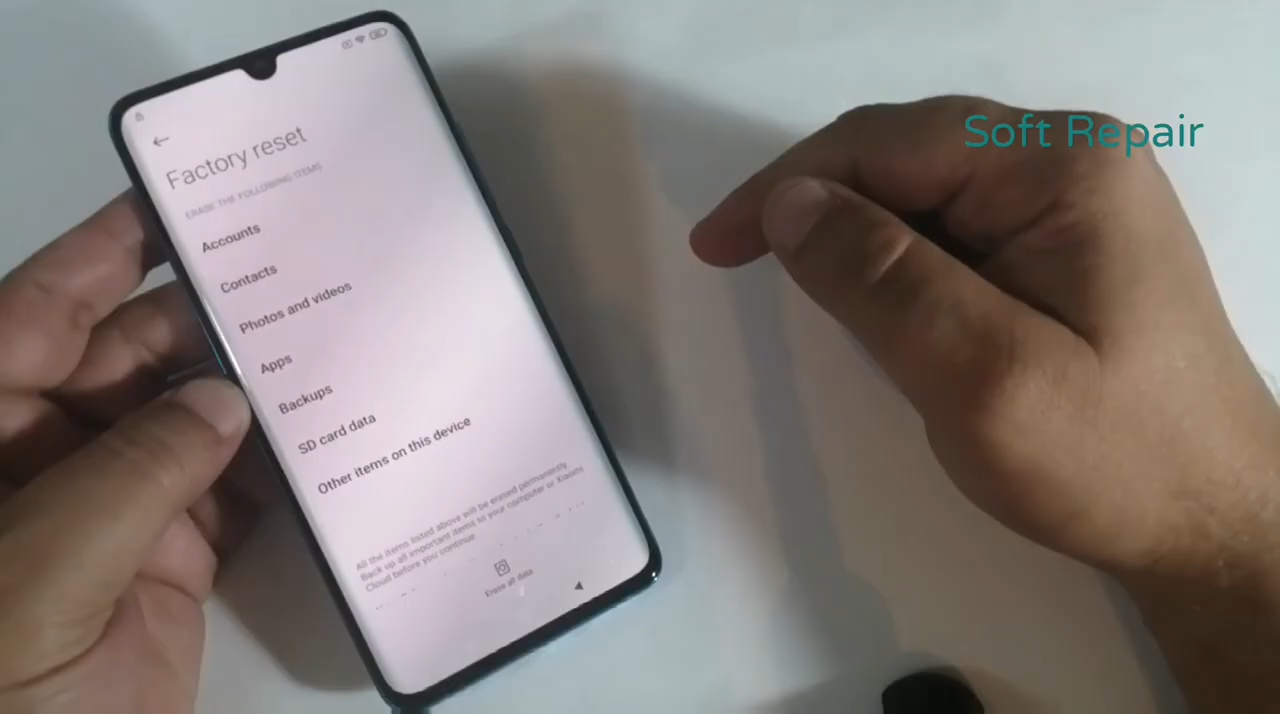 Soft Repair
Factory reset
ERASE THE FOLLOWING ITEMS
Accounts
Contacts
Photos and videos
Apps
Backups
SD card data
Other items on this device
All the items listed above will be erased permanently.
Back up all important items to your computer or Xiaomi
Cloud before you continue.
Erase all data